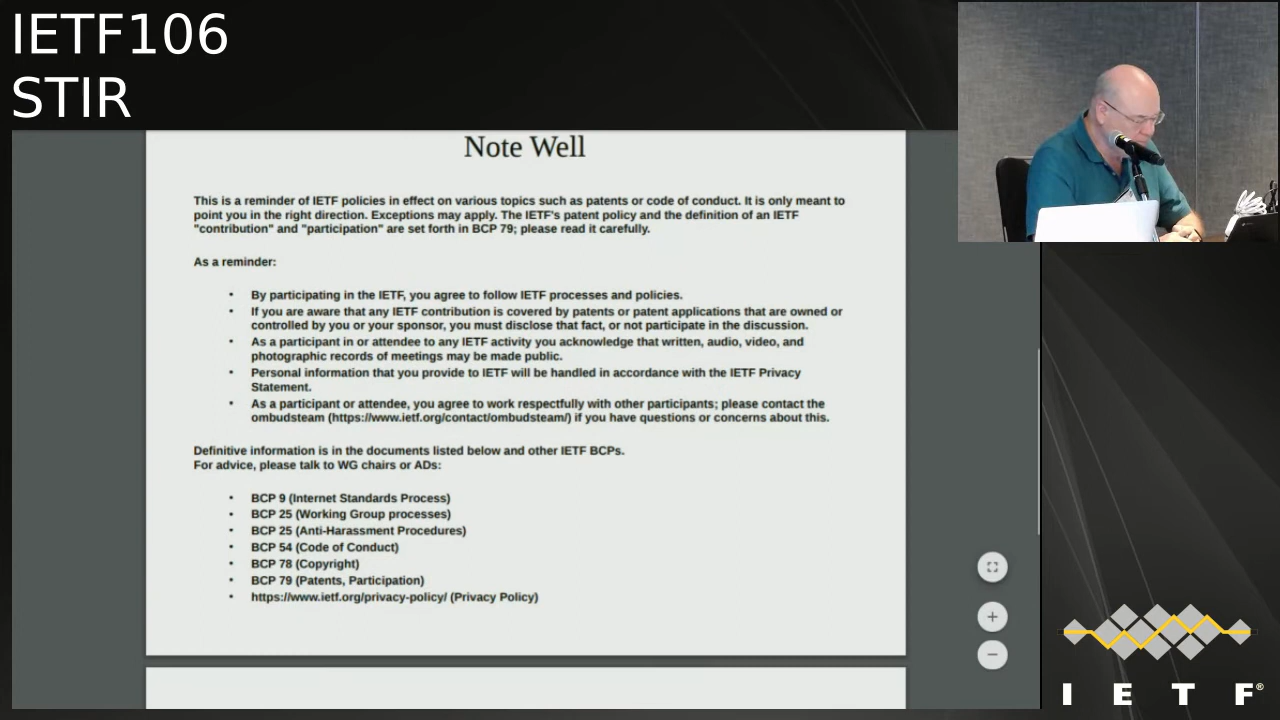 IETF106
STIR
Note Well
This is a reminder of IETF policies in effect on various topics such as patents or code of conduct. It is only meant to
point you in the right direction. Exceptions may apply. The IETF's patent policy and the definition of an IETF
"contribution" and "participation" are set forth in BCP 79; please read it carefully.
As a reminder:
• By participating in the IETF, you agree to follow IETF processes and policies.
• If you are aware that any IETF contribution is covered by patents or patent applications that are owned or
controlled by you or your sponsor, you must disclose that fact, or not participate in the discussion.
• As a participant in or attendee to any IETF activity you acknowledge that written, audio, video, and
photographic records of meetings may be made public.
• Personal information that you provide to IETF will be handled in accordance with the IETF Privacy
Statement.
• As a participant or attendee, you agree to work respectfully with other participants; please contact the
ombudsteam (https://www.ietf.org/contact/ombudsteam/) if you have questions or concerns about this.
Definitive information is in the documents listed below and other IETF BCPs.
For advice, please talk to WG chairs or ADs:
• BCP 9 (Internet Standards Process)
• BCP 25 (Working Group processes)
• BCP 25 (Anti-Harassment Procedures)
• BCP 54 (Code of Conduct)
• BCP 78 (Copyright)
• BCP 79 (Patents, Participation)
• https://www.ietf.org/privacy-policy/ (Privacy Policy)
I E T F®